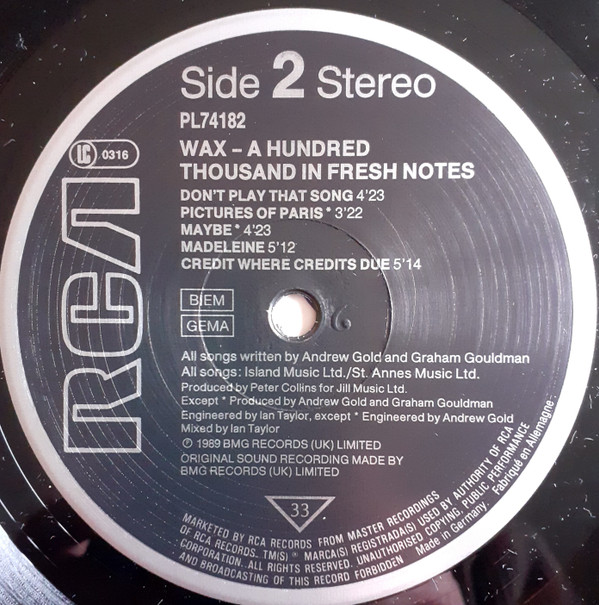 Side 2 Stereo
PL74182
LC 0316
WAX – A HUNDRED
THOUSAND IN FRESH NOTES
DON'T PLAY THAT SONG 4'23
PICTURES OF PARIS * 3'22
MAYBE * 4'23
MADELEINE 5'12
CREDIT WHERE CREDITS DUE 5'14
RCA
BIEM
GEMA
6
All songs written by Andrew Gold and Graham Gouldman
All songs: Island Music Ltd./St. Annes Music Ltd.
Produced by Peter Collins for Jill Music Ltd.
Except * Produced by Andrew Gold and Graham Gouldman
Engineered by Ian Taylor, except * Engineered by Andrew Gold
Mixed by Ian Taylor
℗ 1989 BMG RECORDS (UK) LIMITED
ORIGINAL SOUND RECORDING MADE BY
BMG RECORDS (UK) LIMITED
33
MARKETED BY RCA RECORDS FROM MASTER RECORDINGS
OF RCA RECORDS. TM(S) ® MARCA(S) REGISTRADA(S) USED BY AUTHORITY OF RCA
CORPORATION. ALL RIGHTS RESERVED. UNAUTHORISED COPYING, PUBLIC PERFORMANCE
AND BROADCASTING OF THIS RECORD FORBIDDEN
Made in Germany. Fabriqué en Allemagne.